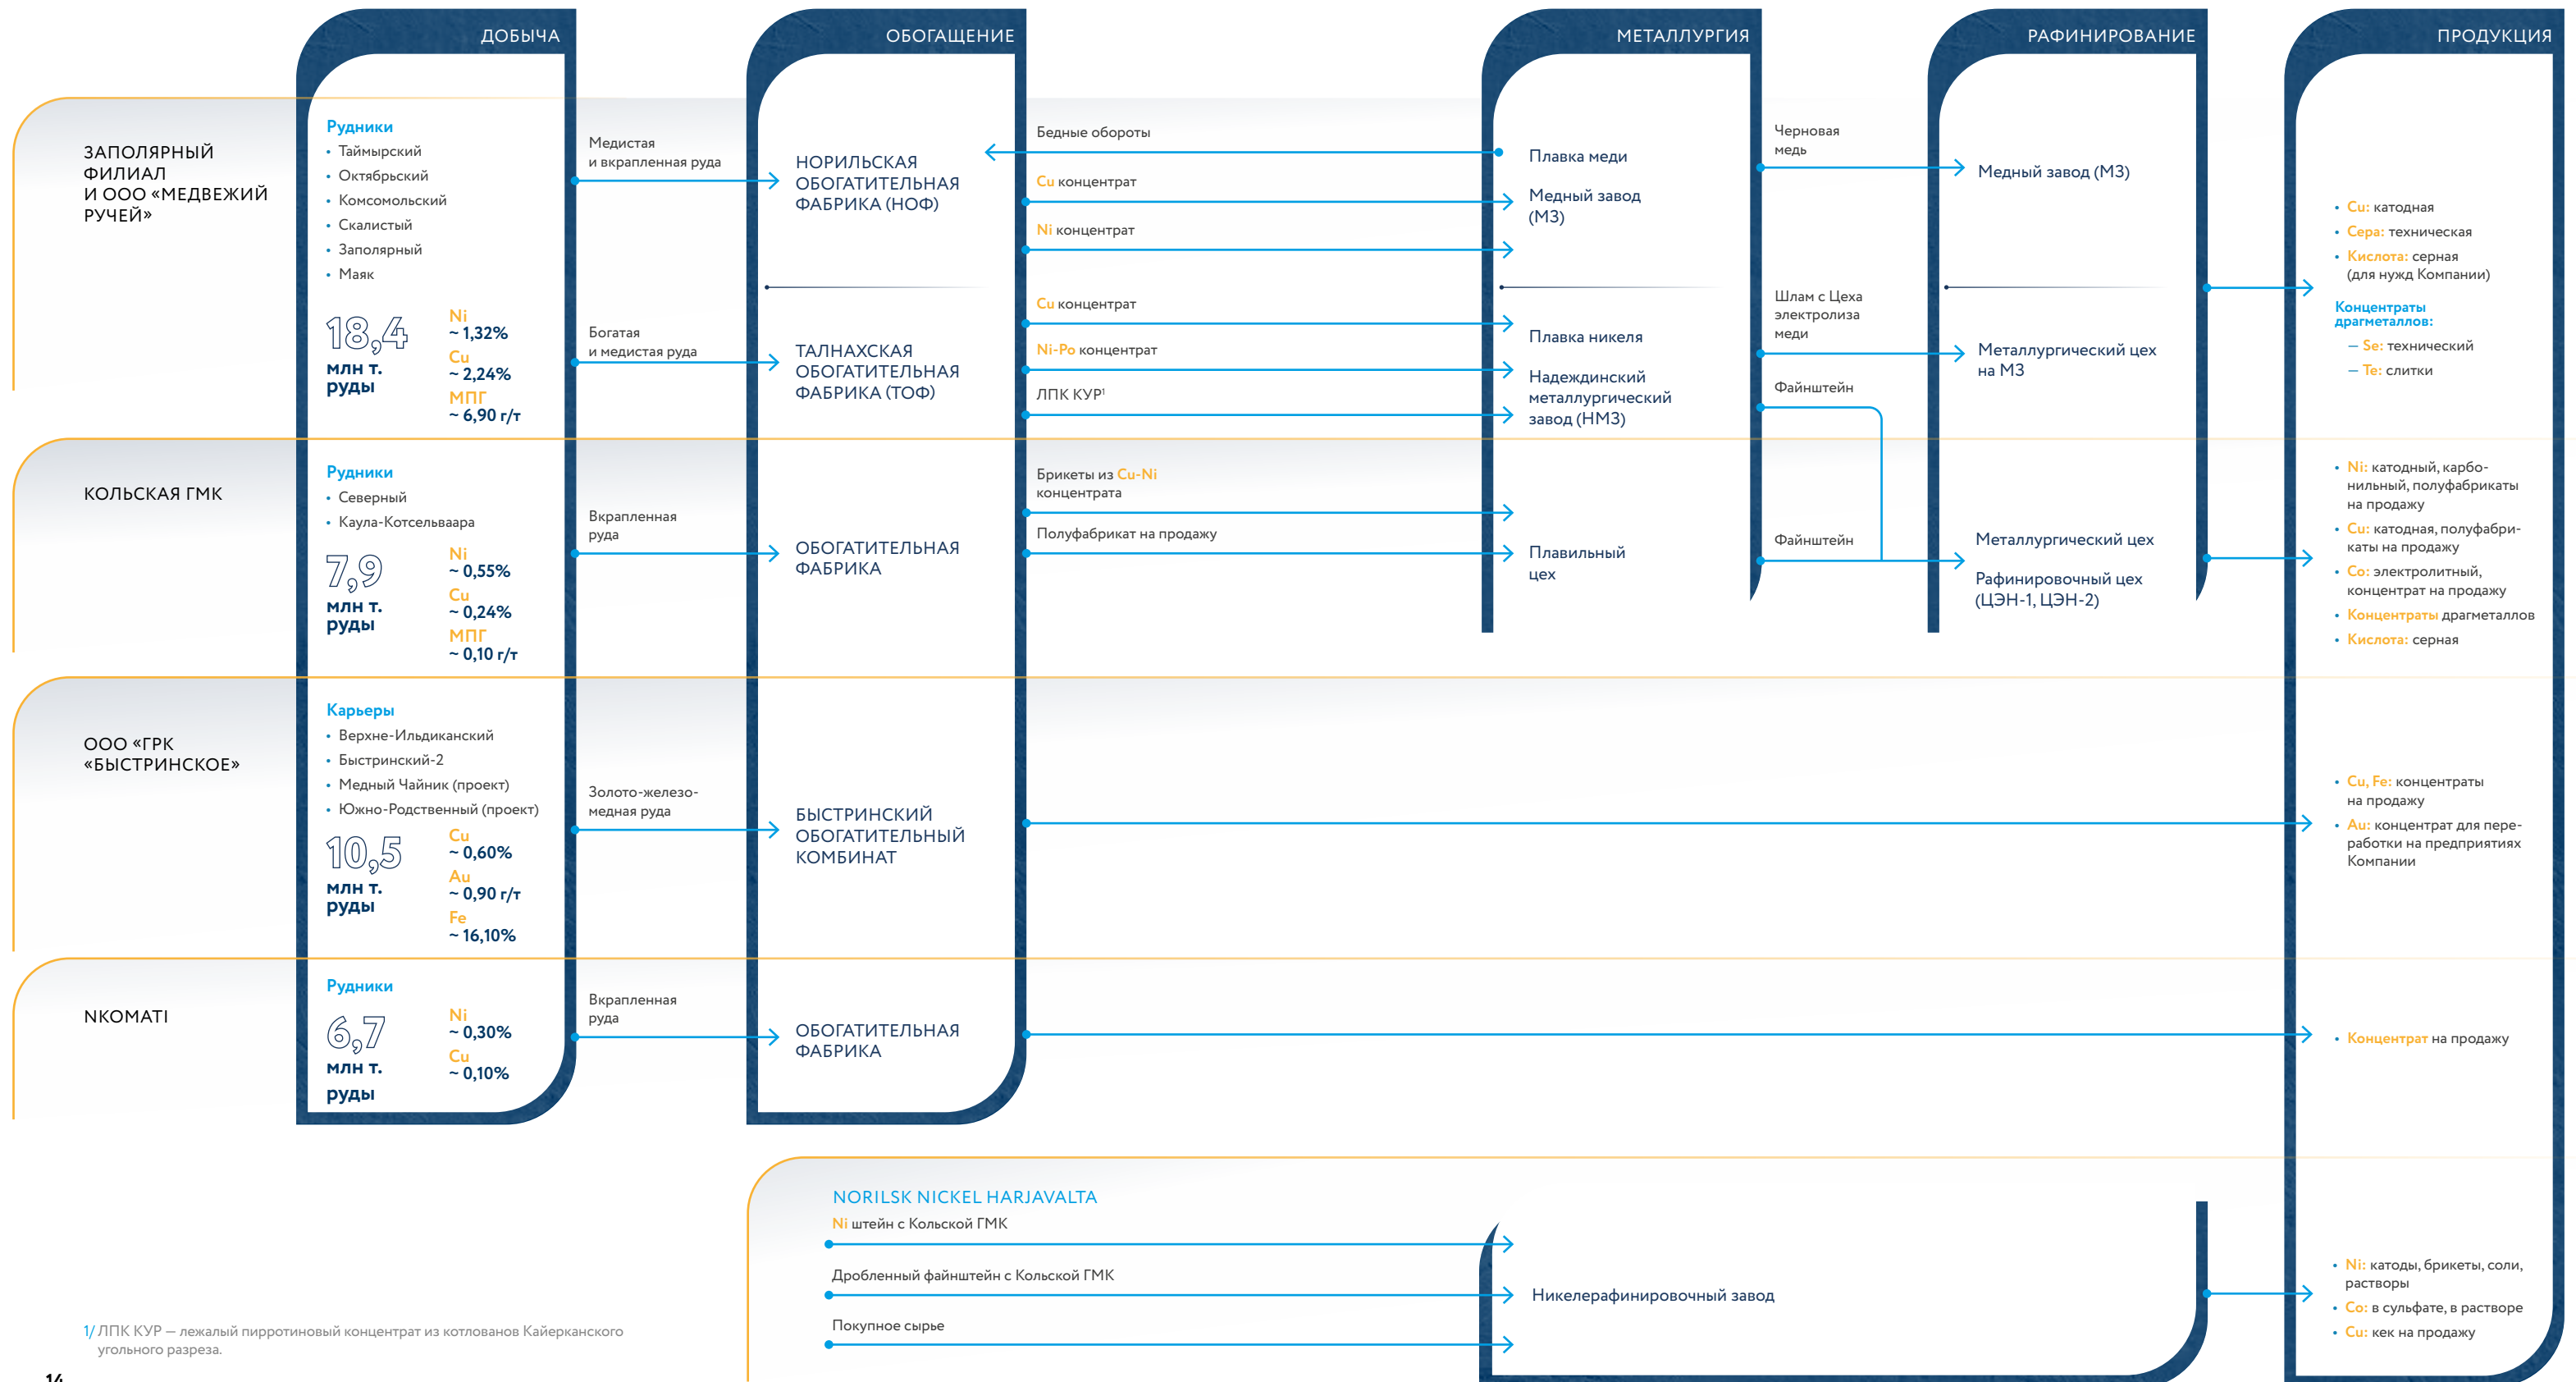 ДОБЫЧА
ОБОГАЩЕНИЕ
МЕТАЛЛУРГИЯ
РАФИНИРОВАНИЕ
ПРОДУКЦИЯ
ЗАПОЛЯРНЫЙ
ФИЛИАЛ
И ООО «МЕДВЕЖИЙ
РУЧЕЙ»
Рудники
• Таймырский
• Октябрьский
• Комсомольский
• Скалистый
• Заполярный
• Маяк
18,4
млн т.
руды
Ni
~ 1,32%
Cu
~ 2,24%
МПГ
~ 6,90 г/т
Медистая
и вкрапленная руда
Богатая
и медистая руда
НОРИЛЬСКАЯ
ОБОГАТИТЕЛЬНАЯ
ФАБРИКА (НОФ)
ТАЛНАХСКАЯ
ОБОГАТИТЕЛЬНАЯ
ФАБРИКА (ТОФ)
Бедные обороты
Cu концентрат
Ni концентрат
Cu концентрат
Ni-Po концентрат
ЛПК КУР1
Плавка меди
Медный завод
(МЗ)
Плавка никеля
Надеждинский
металлургический
завод (НМЗ)
Черновая
медь
Шлам с Цеха
электролиза
меди
Файнштейн
Медный завод (МЗ)
Металлургический цех
на МЗ
• Cu: катодная
• Сера: техническая
• Кислота: серная
(для нужд Компании)
Концентраты
драгметаллов:
— Se: технический
— Te: слитки
КОЛЬСКАЯ ГМК
Рудники
• Северный
• Каула-Котсельваара
7,9
млн т.
руды
Ni
~ 0,55%
Cu
~ 0,24%
МПГ
~ 0,10 г/т
Вкрапленная
руда
ОБОГАТИТЕЛЬНАЯ
ФАБРИКА
Брикеты из Cu-Ni
концентрата
Полуфабрикат на продажу
Плавильный
цех
Файнштейн
Металлургический цех
Рафинировочный цех
(ЦЭН-1, ЦЭН-2)
• Ni: катодный, карбо-
нильный, полуфабрикаты
на продажу
• Cu: катодная, полуфабри-
каты на продажу
• Co: электролитный,
концентрат на продажу
• Концентраты драгметаллов
• Кислота: серная
ООО «ГРК
«БЫСТРИНСКОЕ»
Карьеры
• Верхне-Ильдиканский
• Быстринский-2
• Медный Чайник (проект)
• Южно-Родственный (проект)
10,5
млн т.
руды
Cu
~ 0,60%
Au
~ 0,90 г/т
Fe
~ 16,10%
Золото-железо-
медная руда
БЫСТРИНСКИЙ
ОБОГАТИТЕЛЬНЫЙ
КОМБИНАТ
• Cu, Fe: концентраты
на продажу
• Au: концентрат для пере-
работки на предприятиях
Компании
NKOMATI
Рудники
6,7
млн т.
руды
Ni
~ 0,30%
Cu
~ 0,10%
Вкрапленная
руда
ОБОГАТИТЕЛЬНАЯ
ФАБРИКА
• Концентрат на продажу
NORILSK NICKEL HARJAVALTA
Ni штейн с Кольской ГМК
Дробленный файнштейн с Кольской ГМК
Покупное сырье
Никелерафинировочный завод
• Ni: катоды, брикеты, соли,
растворы
• Co: в сульфате, в растворе
• Cu: кек на продажу
1/ ЛПК КУР — лежалый пирротиновый концентрат из котлованов Кайерканского
угольного разреза.
14